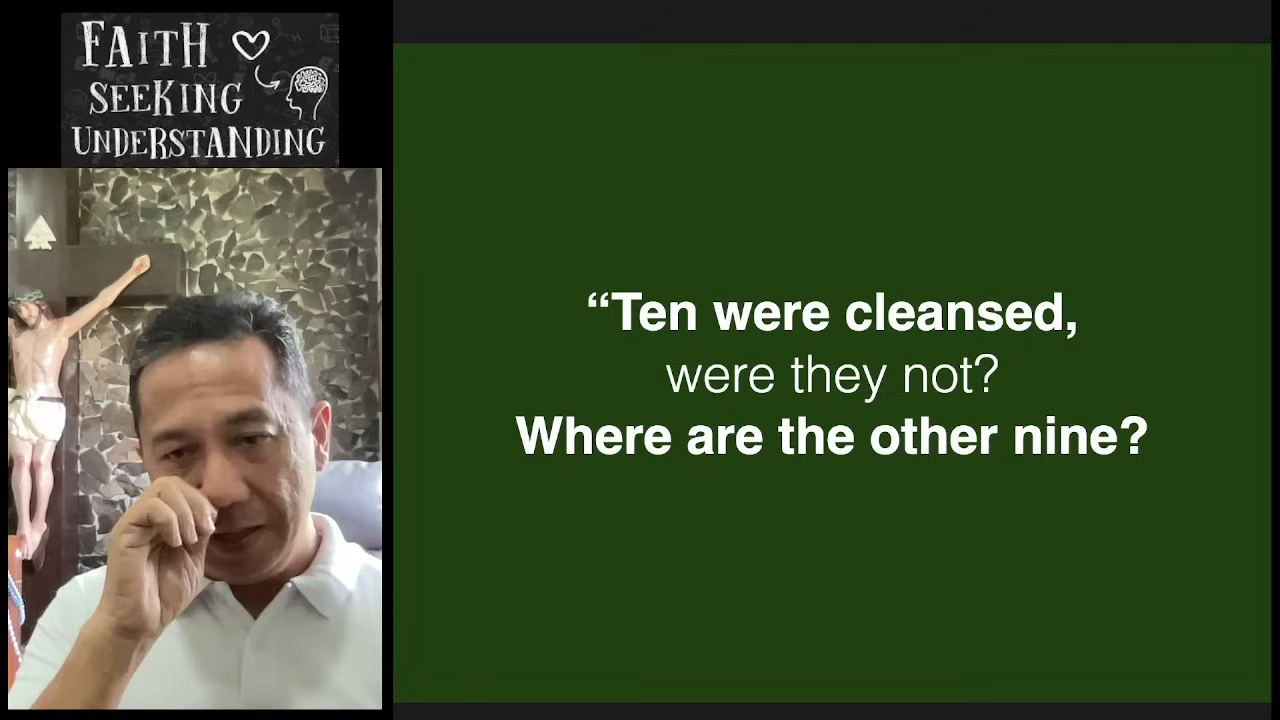 FAITH
SEEKING
UNDERSTANDING
“Ten were cleansed,
were they not?
Where are the other nine?